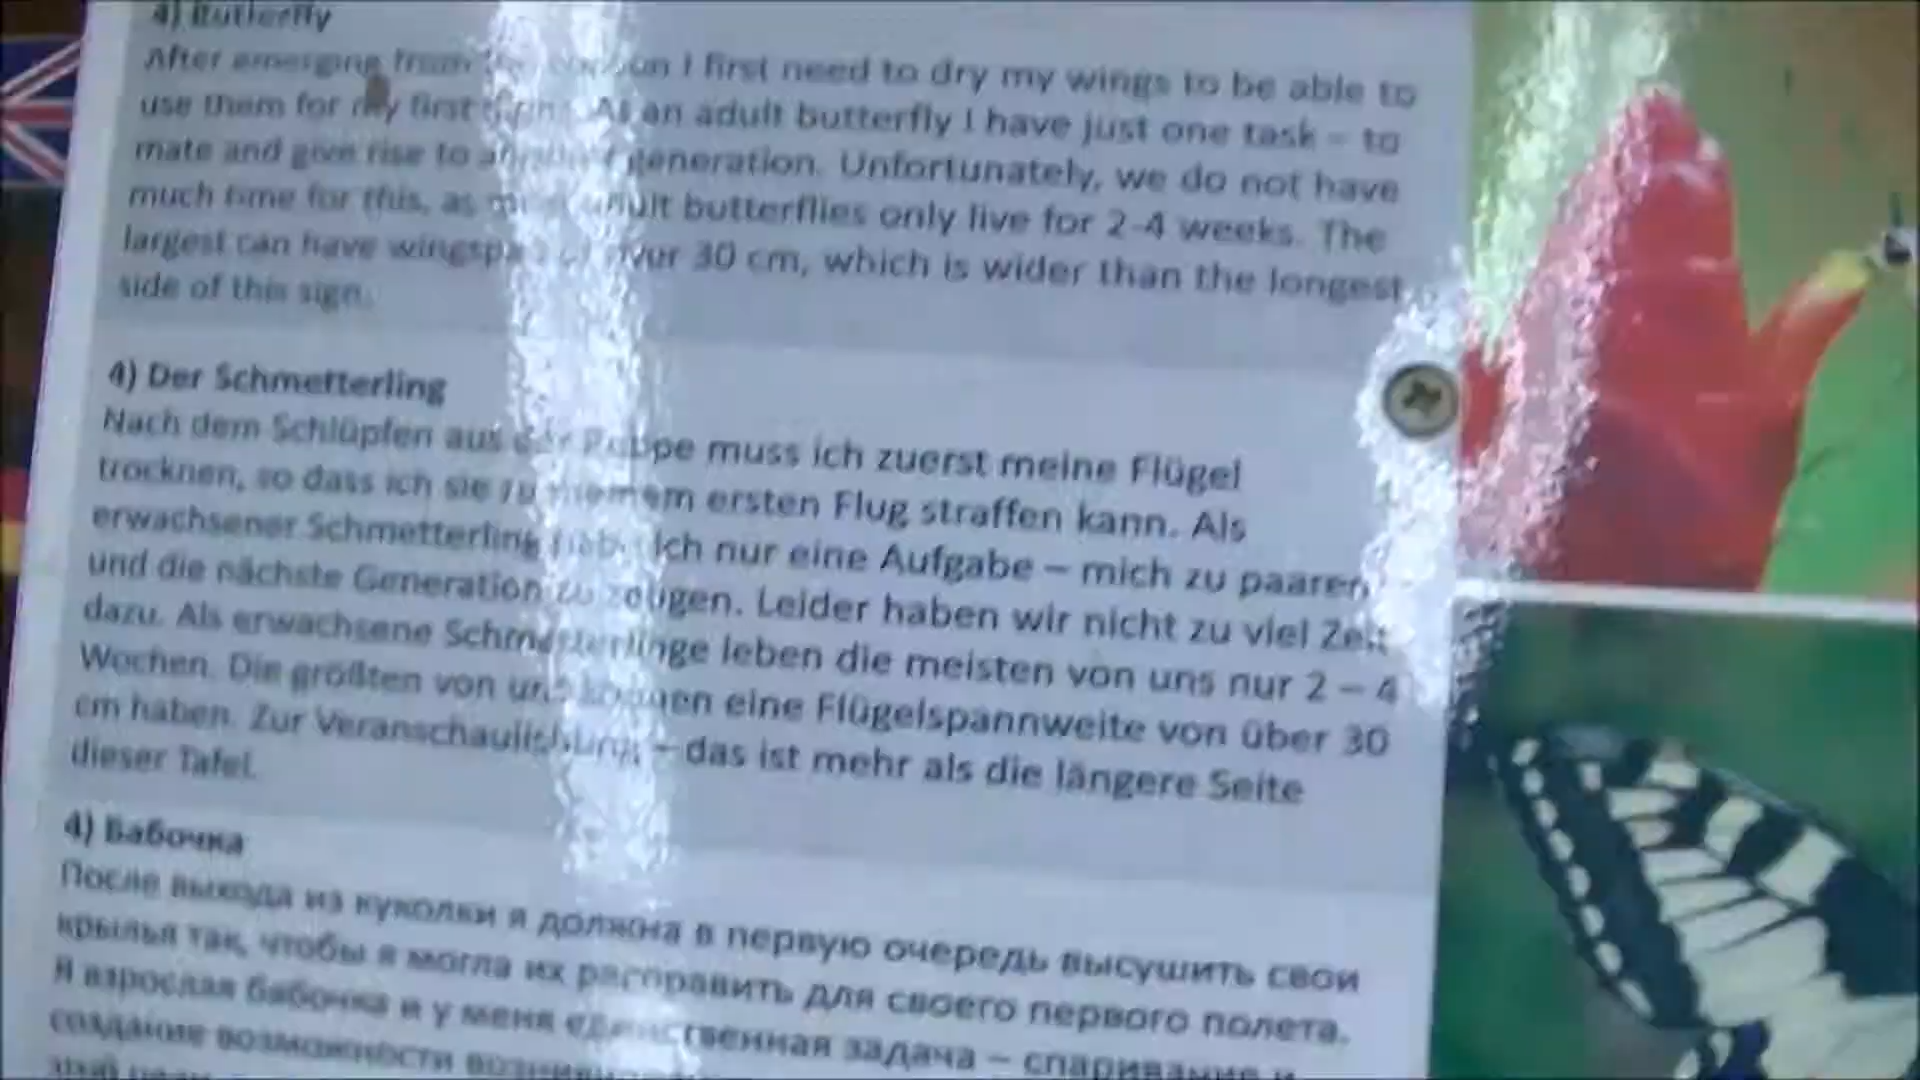 4) Butterfly
After emerging from I first need to dry my wings to be able to
use them for my first As an adult butterfly I have just one task – to
mate and give rise to generation. Unfortunately, we do not have
much time for this, as adult butterflies only live for 2-4 weeks. The
largest can have over 30 cm, which is wider than the longest
side of this sign.
4) Der Schmetterling
Nach dem Schlüpfen aus der Puppe muss ich zuerst meine Flügel
trocknen, so dass ich sie zu meinem ersten Flug straffen kann. Als
erwachsener Schmetterling habe ich nur eine Aufgabe – mich zu paaren
und die nächste Generation zu zeugen. Leider haben wir nicht zu viel Zeit
dazu. Als erwachsene Schmetterlinge leben die meisten von uns nur 2 – 4
Wochen. Die größten von uns können eine Flügelspannweite von über 30
cm haben. Zur Veranschaulichung – das ist mehr als die längere Seite
dieser Tafel.
4) Бабочка
После выхода из куколки я должна в первую очередь высушить свои
крылья так, чтобы я могла их расправить для своего первого полета.
Я взрослая бабочка и у меня единственная задача – спаривание и
создание возможности